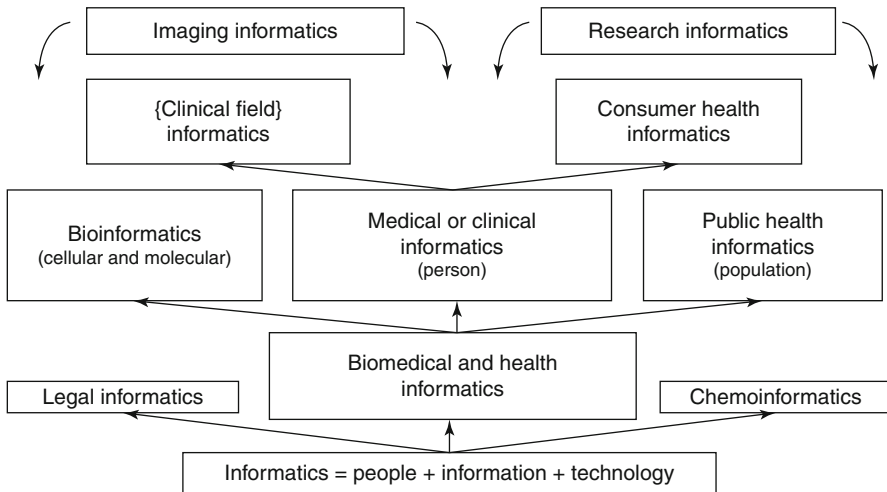 Imaging informatics
Research informatics
{Clinical field}
informatics
Consumer health
informatics
Bioinformatics
(cellular and molecular)
Medical or clinical
informatics
(person)
Public health
informatics
(population)
Biomedical and health
informatics
Legal informatics
Chemoinformatics
Informatics = people + information + technology